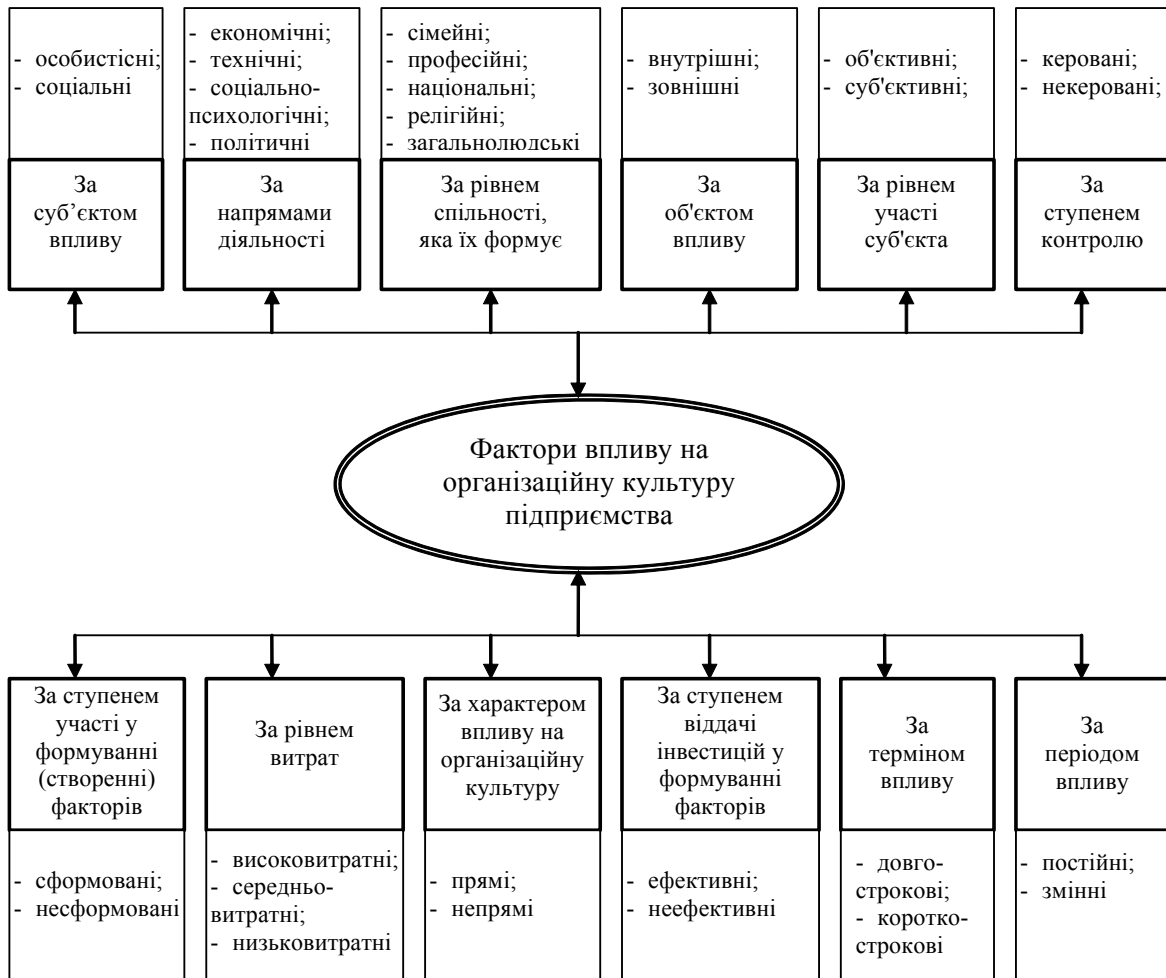 - особистісні;
- соціальні
- економічні;
- технічні;
- соціально-
психологічні;
- політичні
- сімейні;
- професійні;
- національні;
- релігійні;
- загальнолюдські
- внутрішні;
- зовнішні
- об'єктивні;
- суб'єктивні;
- керовані;
- некеровані;
За
суб’єктом
впливу
За
напрямами
діяльності
За рівнем
спільності,
яка їх формує
За
об'єктом
впливу
За рівнем
участі
суб'єкта
За
ступенем
контролю
Фактори впливу на
організаційну культуру
підприємства
За ступенем
участі у
формуванні
(створенні)
факторів
За рівнем
витрат
За характером
впливу на
організаційну
культуру
За ступенем
віддачі
інвестицій у
формуванні
факторів
За
терміном
впливу
За
періодом
впливу
- сформовані;
- несформовані
- високовитратні;
- середньо-
витратні;
- низьковитратні
- прямі;
- непрямі
- ефективні;
- неефективні
- довго-
строкові;
- коротко-
строкові
- постійні;
- змінні